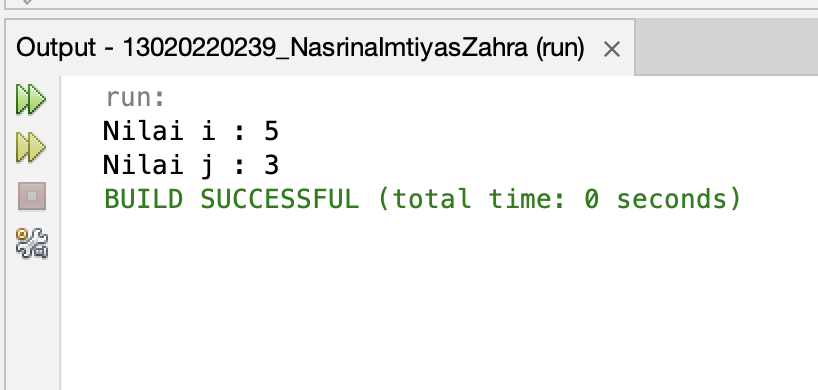 Output - 13020220239_NasrinaImtiyasZahra (run)
run:
Nilai i : 5
Nilai j : 3
BUILD SUCCESSFUL (total time: 0 seconds)